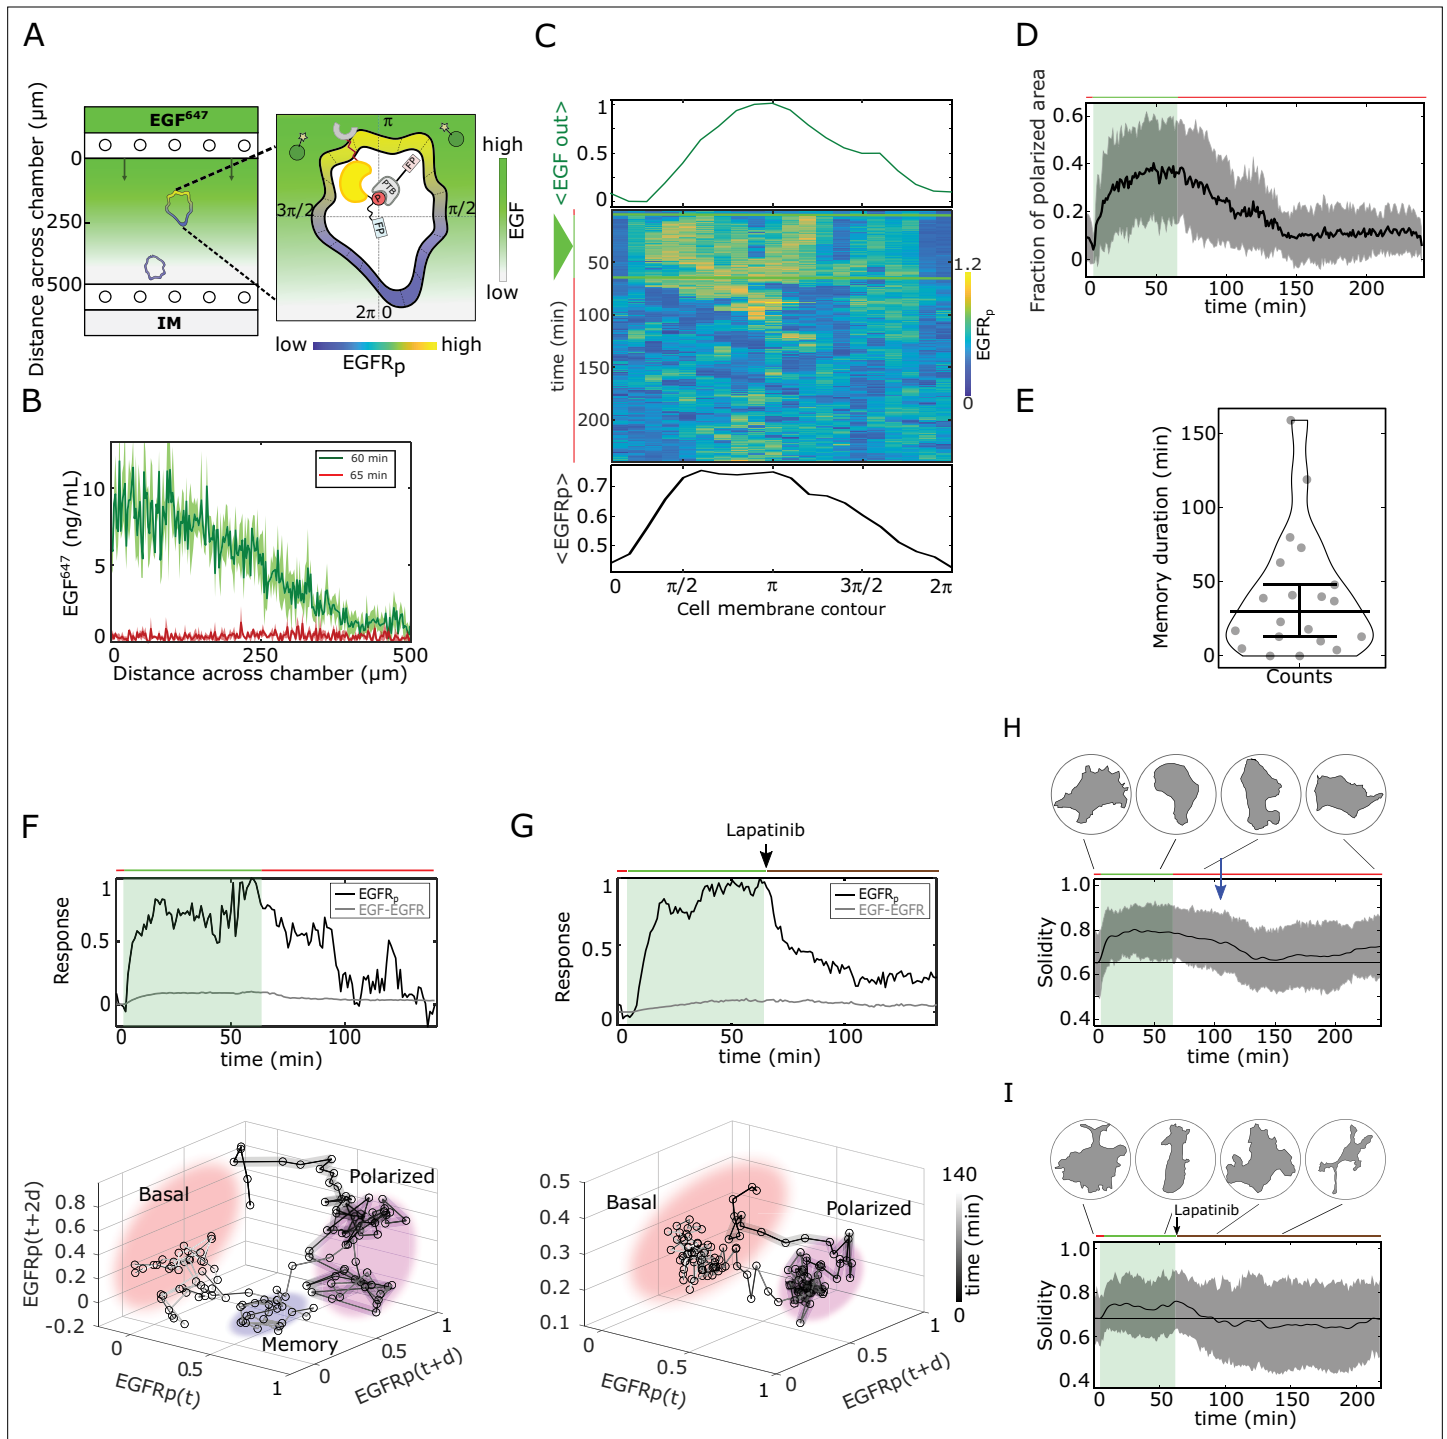 A
EGF647
Distance across chamber (μm)
0
250
500
IM
π
3π/2
π/2
2π 0
FP
PTB
P
FP
high
EGF
low
low high
EGFRp
B
EGF647 (ng/mL)
10
5
0
60 min
65 min
0 250 500
Distance across chamber (μm)
C
<EGF out>
1
0.5
0
time (min)
50
100
150
200
1.2
EGFRp
0
<EGFRp>
0.7
0.6
0.5
0 π/2 π 3π/2 2π
Cell membrane contour
D
Fraction of polarized area
0.6
0.4
0.2
0
0 50 100 150 200
time (min)
E
Memory duration (min)
150
100
50
0
Counts
F
Response
1
0.5
0
EGFRp
EGF-EGFR
0 50 100
time (min)
EGFRp(t+2d)
0.8
0.6
0.4
0.2
0
-0.2
Basal
Polarized
Memory
0 0.5 1
EGFRp(t)
0 0.5 1
EGFRp(t+d)
G
Lapatinib
Response
1
0.5
0
EGFRp
EGF-EGFR
0 50 100
time (min)
0.5
0.4
0.3
0.2
0.1
Basal
Polarized
0 0.5 1
EGFRp(t)
0 0.5 1
EGFRp(t+d)
140
time (min)
0
H
Solidity
1.0
0.8
0.6
0.4
0 50 100 150 200
time (min)
I
Lapatinib
Solidity
1.0
0.8
0.6
0.4
0 50 100 150 200
time (min)